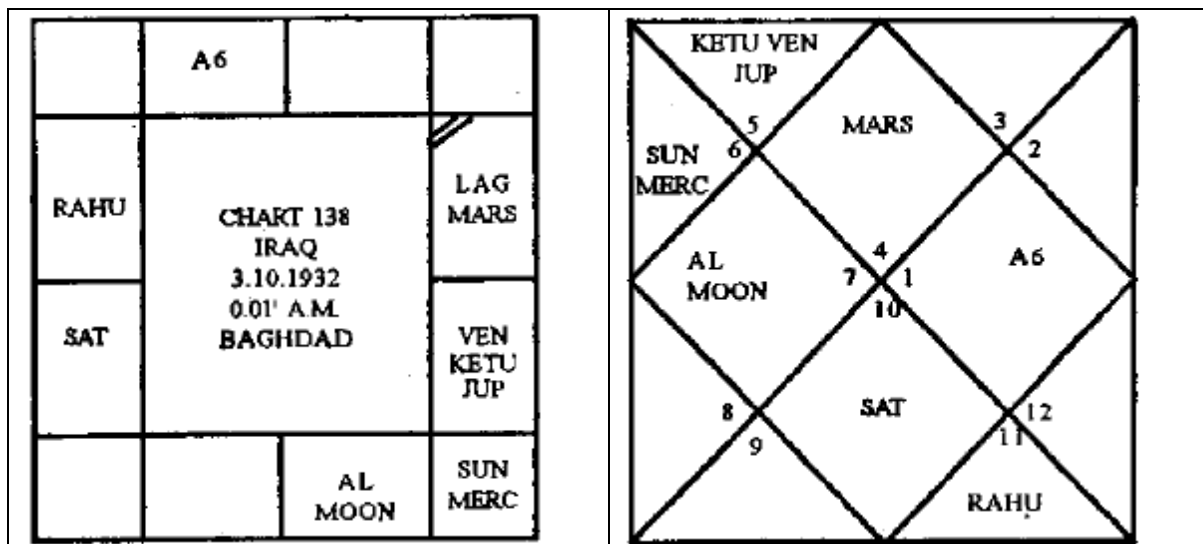 A6
RAHU
LAG
MARS
CHART 138
IRAQ
3.10.1932
0.01' A.M.
BAGHDAD
SAT
VEN
KETU
JUP
AL
MOON
SUN
MERC
KETU VEN
JUP
MARS
5
3
6
2
SUN
MERC
4
A6
AL
MOON
7
1
10
SAT
8
12
9
11
RAHU